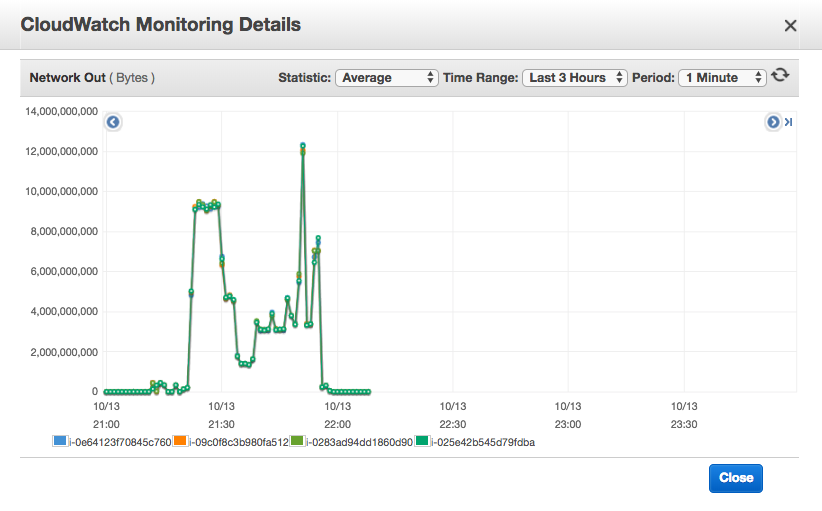 CloudWatch Monitoring Details
Network Out ( Bytes ) Statistic: Average Time Range: Last 3 Hours Period: 1 Minute
14,000,000,000
12,000,000,000
10,000,000,000
8,000,000,000
6,000,000,000
4,000,000,000
2,000,000,000
0
10/13 10/13 10/13 10/13 10/13 10/13
21:00 21:30 22:00 22:30 23:00 23:30
i-0e64123f70845c760 i-09c0f8c3b980fa512 i-0283ad94dd1860d90 i-025e42b545d79fdba
Close